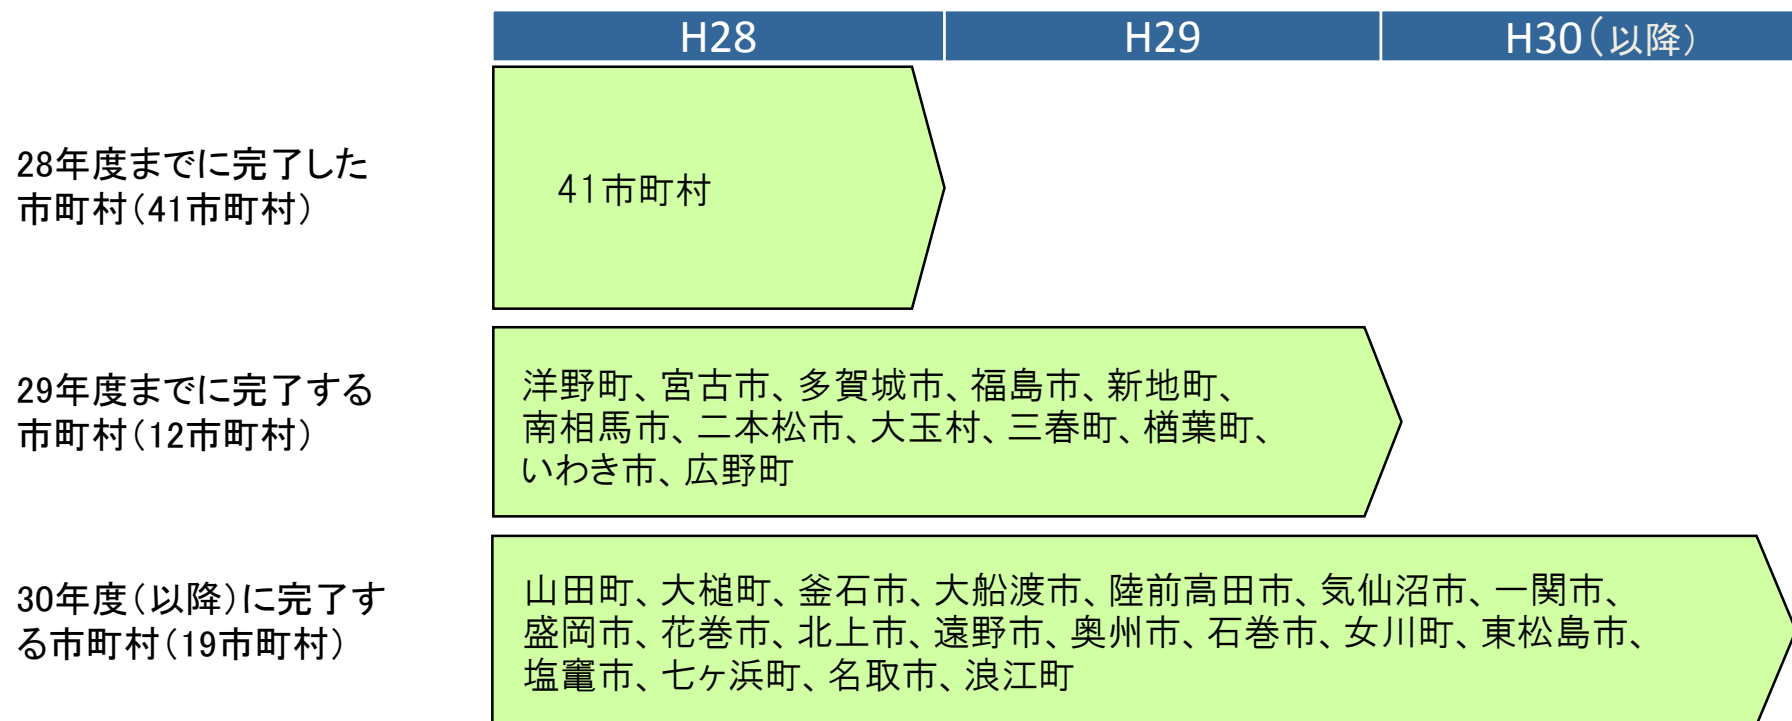 H28 H29 H30（以降）
28年度までに完了した
市町村（41市町村）
41市町村
29年度までに完了する
市町村（12市町村）
洋野町、宮古市、多賀城市、福島市、新地町、
南相馬市、二本松市、大玉村、三春町、楢葉町、
いわき市、広野町
30年度（以降）に完了す
る市町村（19市町村）
山田町、大槌町、釜石市、大船渡市、陸前高田市、気仙沼市、一関市、
盛岡市、花巻市、北上市、遠野市、奥州市、石巻市、女川町、東松島市、
塩竈市、七ヶ浜町、名取市、浪江町